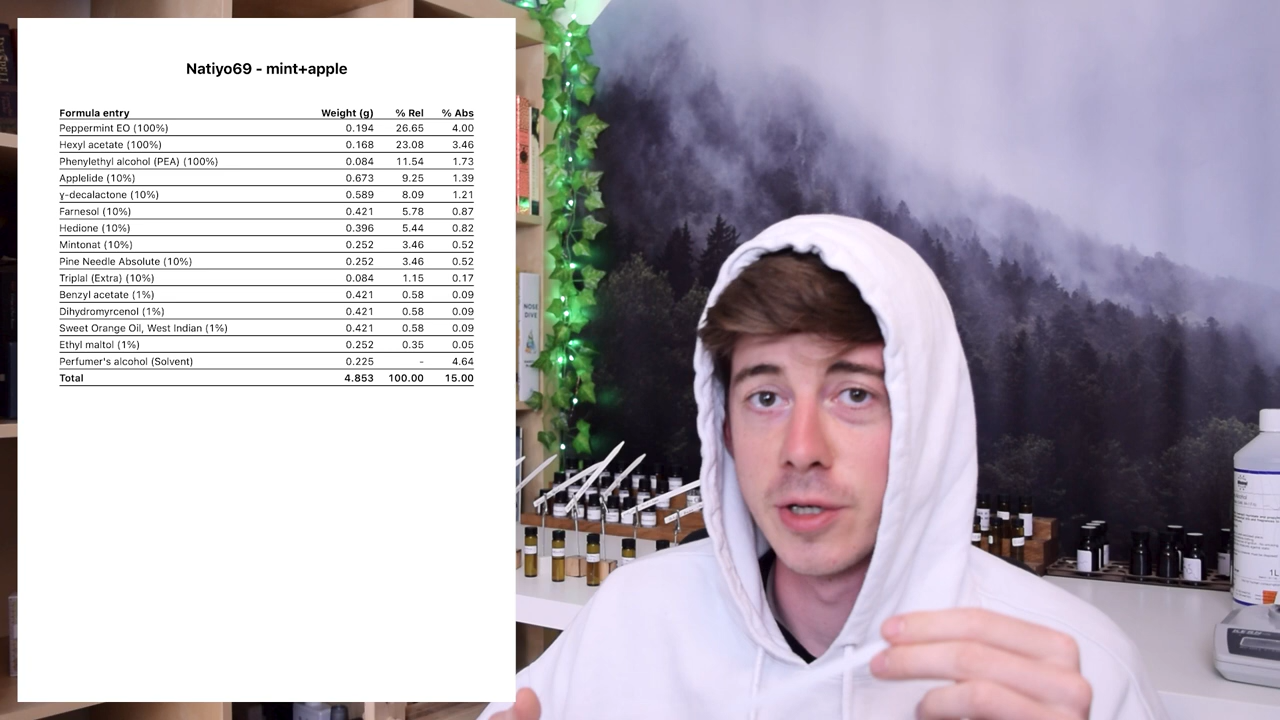 Natiyo69 - mint+apple
Formula entry Weight (g) % Rel % Abs
Peppermint EO (100%) 0.194 26.65 4.00
Hexyl acetate (100%) 0.168 23.08 3.46
Phenylethyl alcohol (PEA) (100%) 0.084 11.54 1.73
Applelide (10%) 0.673 9.25 1.39
γ-decalactone (10%) 0.589 8.09 1.21
Farnesol (10%) 0.421 5.78 0.87
Hedione (10%) 0.396 5.44 0.82
Mintonat (10%) 0.252 3.46 0.52
Pine Needle Absolute (10%) 0.252 3.46 0.52
Triplal (Extra) (10%) 0.084 1.15 0.17
Benzyl acetate (1%) 0.421 0.58 0.09
Dihydromyrcenol (1%) 0.421 0.58 0.09
Sweet Orange Oil, West Indian (1%) 0.421 0.58 0.09
Ethyl maltol (1%) 0.252 0.35 0.05
Perfumer's alcohol (Solvent) 0.225 - 4.64
Total 4.853 100.00 15.00
NOSE
DIVE
1L